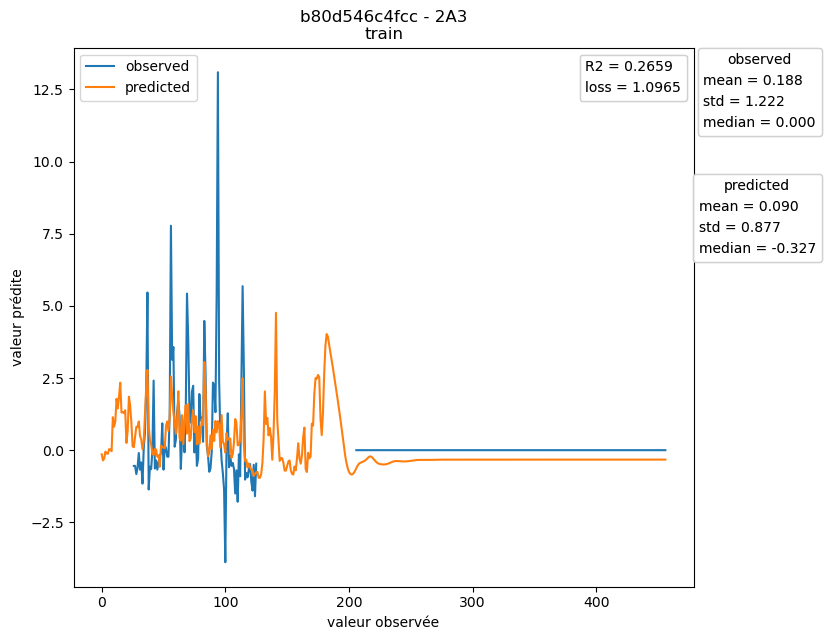 b80d546c4fcc - 2A3
train
observed
predicted
R2 = 0.2659
loss = 1.0965
observed
mean = 0.188
std = 1.222
median = 0.000
predicted
mean = 0.090
std = 0.877
median = -0.327
12.5
10.0
7.5
5.0
2.5
0.0
−2.5
valeur prédite
0
100
200
300
400
valeur observée